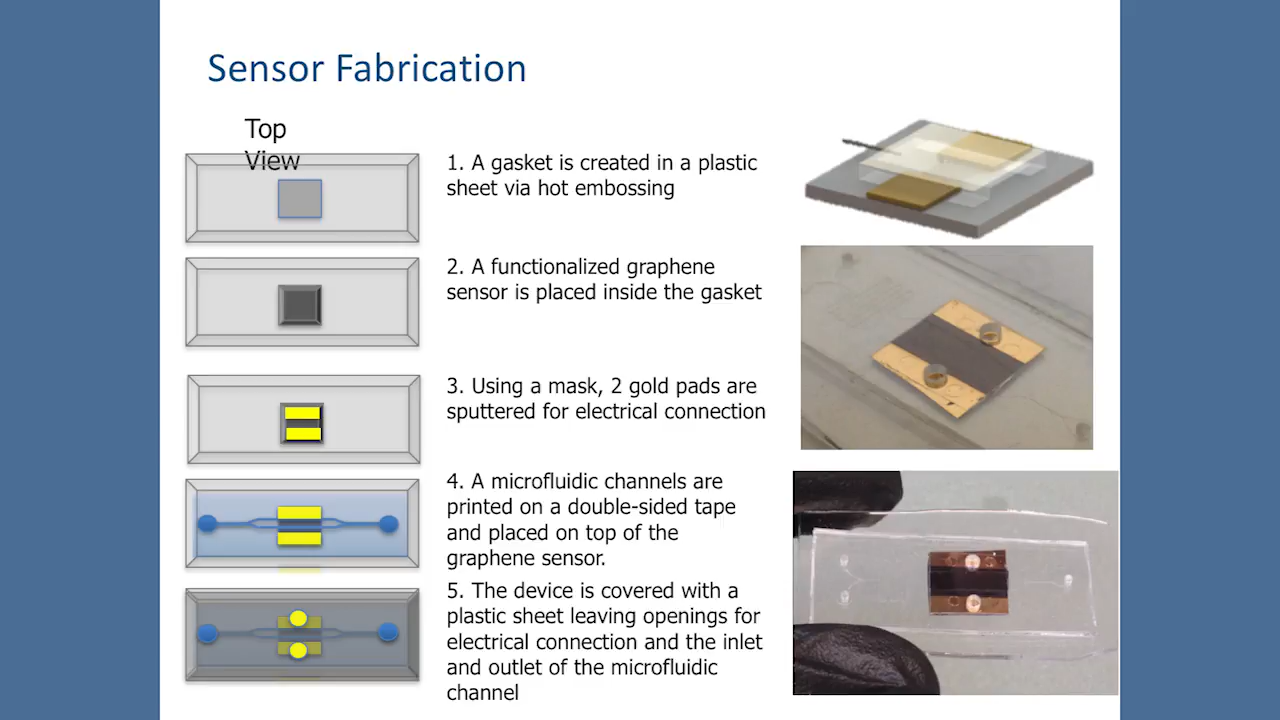 Sensor Fabrication
Top
View
1. A gasket is created in a plastic
sheet via hot embossing
2. A functionalized graphene
sensor is placed inside the gasket
3. Using a mask, 2 gold pads are
sputtered for electrical connection
4. A microfluidic channels are
printed on a double-sided tape
and placed on top of the
graphene sensor.
5. The device is covered with a
plastic sheet leaving openings for
electrical connection and the inlet
and outlet of the microfluidic
channel